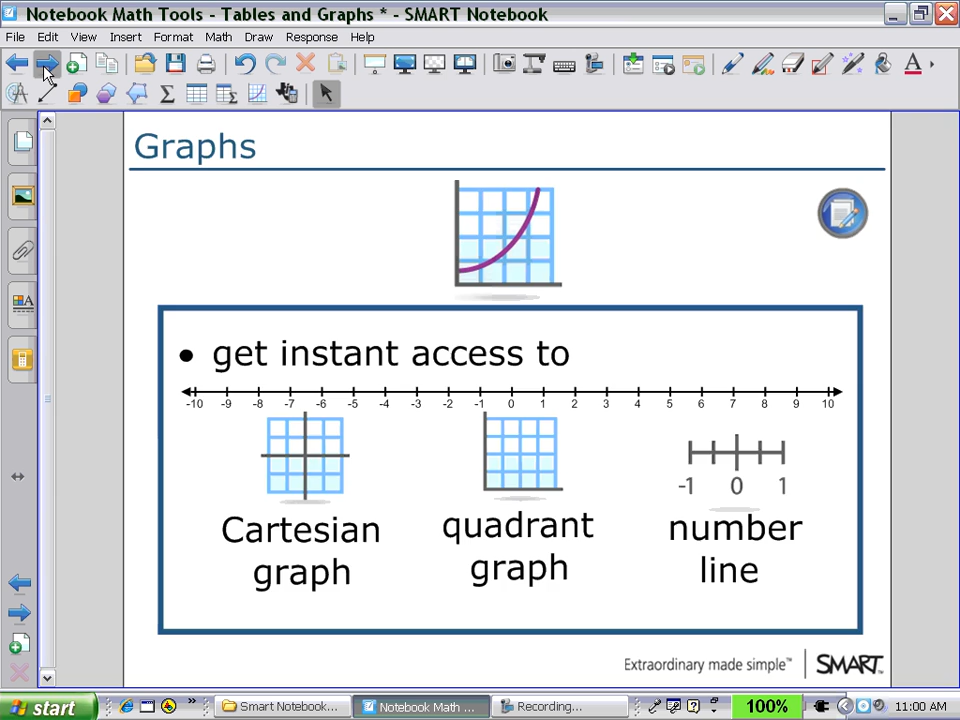 Notebook Math Tools - Tables and Graphs * - SMART Notebook
File Edit View Insert Format Math Draw Response Help
Graphs
• get instant access to
-10 -9 -8 -7 -6 -5 -4 -3 -2 -1 0 1 2 3 4 5 6 7 8 9 10
-1 0 1
Cartesian graph
quadrant graph
number line
Extraordinary made simple™ SMART
start » Smart Notebook... Notebook Math ... Recording... 100% 11:00 AM